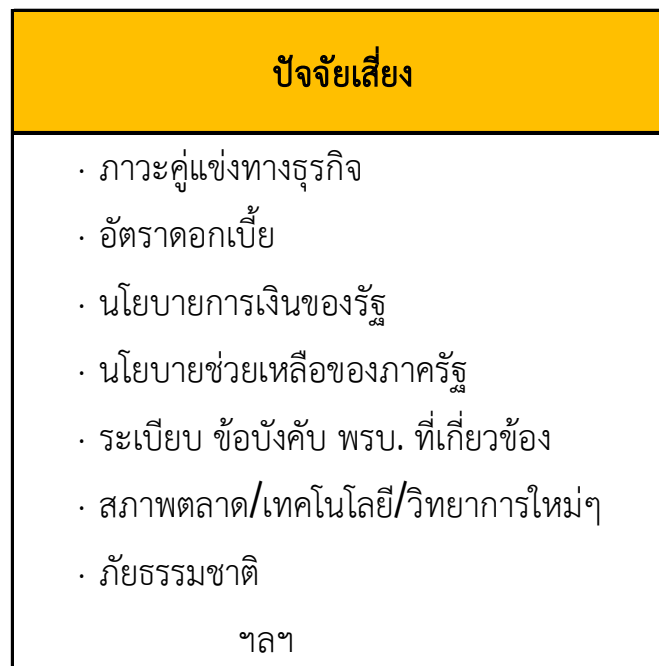 ปัจจัยเสี่ยง
· ภาวะคู่แข่งทางธุรกิจ
· อัตราดอกเบี้ย
· นโยบายการเงินของรัฐ
· นโยบายช่วยเหลือของภาครัฐ
· ระเบียบ ข้อบังคับ พรบ. ที่เกี่ยวข้อง
· สภาพตลาด/เทคโนโลยี/วิทยาการใหม่ๆ
· ภัยธรรมชาติ
ฯลฯ